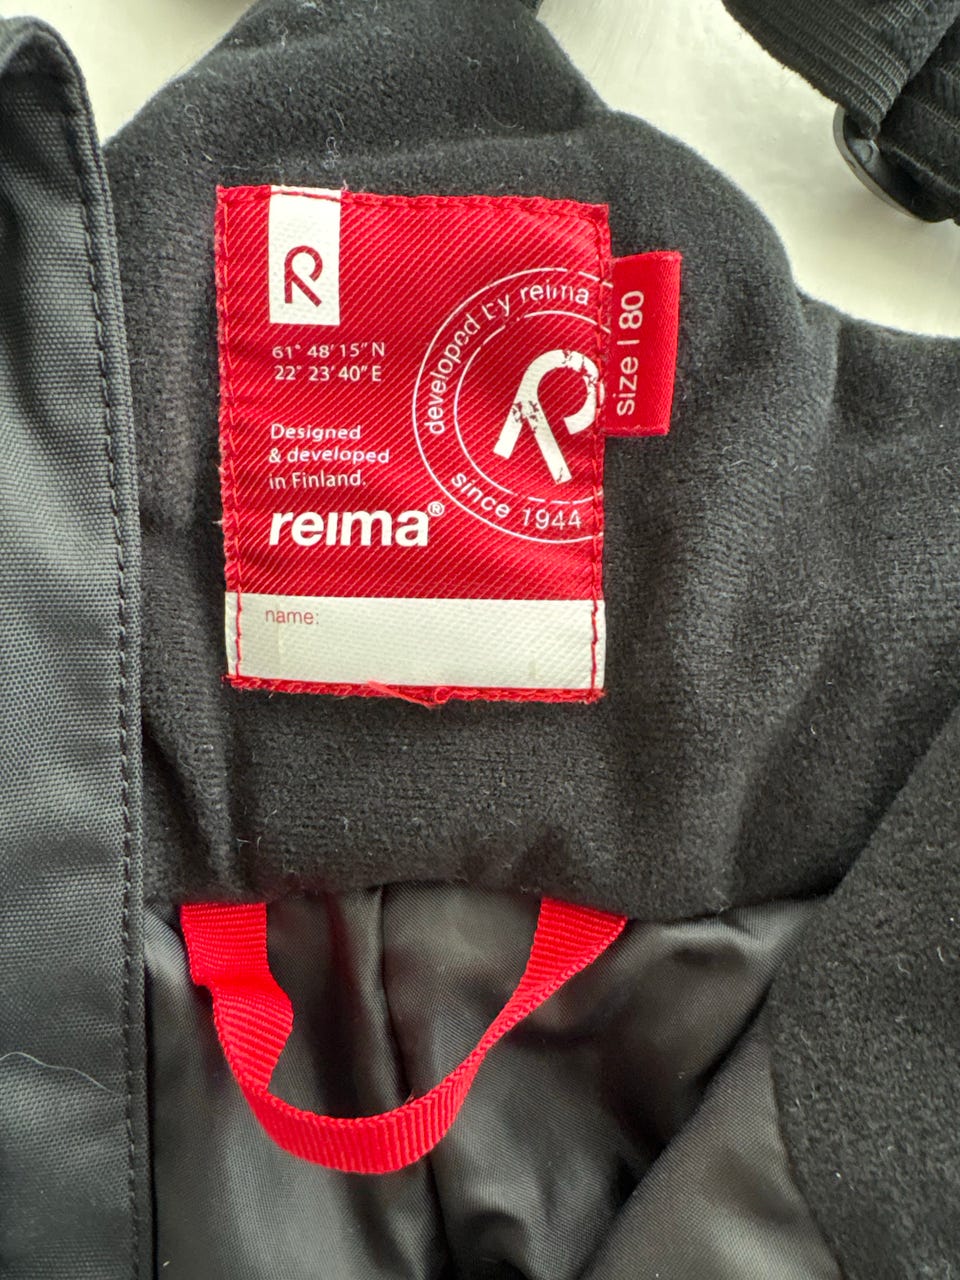 61° 48' 15" N
22° 23' 40" E
Designed
& developed
in Finland.
reima®
developed by reima
since 1944
size | 80
name: